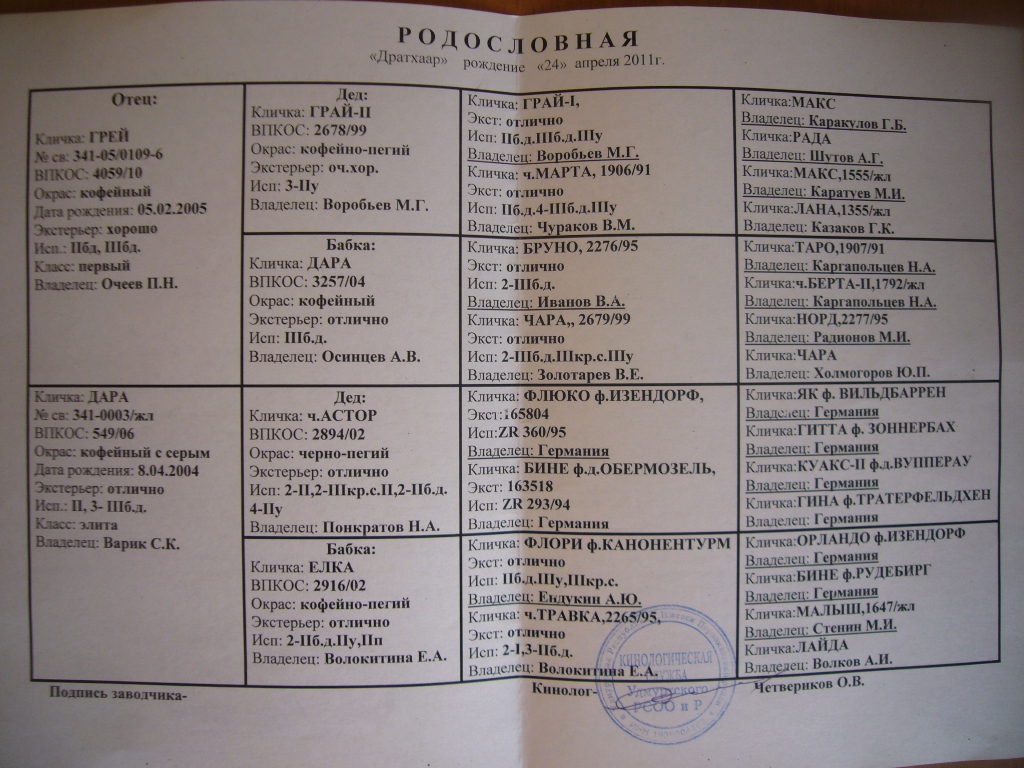 РОДОСЛОВНАЯ
«Дратхаар» рождение «24» апреля 2011г.
Отец:
Кличка: ГРЕЙ
№ св: 341-05/0109-6
ВПКОС: 4059/10
Окрас: кофейный
Дата рождения: 05.02.2005
Экстерьер: хорошо
Исп.: IIбд, IIIбд.
Класс: первый
Владелец: Очеев П.Н.
Дед:
Кличка: ГРАЙ-II
ВПКОС: 2678/99
Окрас: кофейно-пегий
Экстерьер: оч.хор.
Исп: 3-IIу
Владелец: Воробьев М.Г.
Бабка:
Кличка: ДАРА
ВПКОС: 3257/04
Окрас: кофейный
Экстерьер: отлично
Исп: IIIб.д.
Владелец: Осинцев А.В.
Кличка: ГРАЙ-I,
Экст: отлично
Исп: IIб.д.IIIб.д.IIIу
Владелец: Воробьев М.Г.
Кличка: ч.МАРТА, 1906/91
Экст: отлично
Исп: IIб.д.4-IIIб.д.IIIу
Владелец: Чураков В.М.
Кличка: БРУНО, 2276/95
Экст: отлично
Исп: 2-IIIб.д.
Владелец: Иванов В.А.
Кличка: ЧАРА,, 2679/99
Экст: отлично
Исп: 2-IIIб.д.IIIкр.с.IIIу
Владелец: Золотарев В.Е.
Кличка:МАКС
Владелец: Каракулов Г.Б.
Кличка:РАДА
Владелец: Шутов А.Г.
Кличка:МАКС,1555/жл
Владелец: Каратуев М.И.
Кличка:ЛАНА,1355/жл
Владелец: Казаков Г.К.
Кличка:ТАРО,1907/91
Владелец: Каргапольцев Н.А.
Кличка:ч.БЕРТА-II,1792/жл
Владелец: Каргапольцев Н.А.
Кличка:НОРД,2277/95
Владелец: Радионов М.И.
Кличка:ЧАРА
Владелец: Холмогоров Ю.П.
Кличка: ДАРА
№ св: 341-0003/жл
ВПКОС: 549/06
Окрас: кофейный с серым
Дата рождения: 8.04.2004
Экстерьер: отлично
Исп.: II, 3- IIIб.д.
Класс: элита
Владелец: Варик С.К.
Дед:
Кличка: ч.АСТОР
ВПКОС: 2894/02
Окрас: черно-пегий
Экстерьер: отлично
Исп: 2-II,2-IIIкр.с.II,2-IIб.д.
4-IIу
Владелец: Понкратов Н.А.
Бабка:
Кличка: ЕЛКА
ВПКОС: 2916/02
Окрас: кофейно-пегий
Экстерьер: отлично
Исп: 2-IIб.д.IIу,IIп
Владелец: Волокитина Е.А.
Кличка: ФЛЮКО ф.ИЗЕНДОРФ,
Экст:165804
Исп:ZR 360/95
Владелец: Германия
Кличка: БИНЕ ф.д.ОБЕРМОЗЕЛЬ,
Экст: 163518
Исп: ZR 293/94
Владелец: Германия
Кличка: ФЛОРИ ф.КАНОНЕНТУРМ
Экст: отлично
Исп: IIб.д.IIIу,IIIкр.с.
Владелец: Ендукин А.Ю.
Кличка: ч.ТРАВКА,2265/95,
Экст: отлично
Исп: 2-I,3-IIб.д.
Владелец: Волокитина Е.А.
Кличка:ЯК ф. ВИЛЬДБАРРЕН
Владелец: Германия
Кличка:ГИТТА ф. ЗОННЕРБАХ
Владелец: Германия
Кличка:КУАКС-II ф.д.ВУППЕРАУ
Владелец: Германия
Кличка:ГИНА ф.ТРАТЕРФЕЛЬДХЕН
Владелец: Германия
Кличка:ОРЛАНДО ф.ИЗЕНДОРФ
Владелец: Германия
Кличка:БИНЕ ф.РУДЕБИРГ
Владелец: Германия
Кличка:МАЛЫШ,1647/жл
Владелец: Стенин М.И.
Кличка:ЛАЙДА
Владелец: Волков А.И.
Подпись заводчика-
Кинолог-
Четвериков О.В.
КИНОЛОГИЧЕСКАЯ
СЛУЖБА
Удмуртского
РСОО и Р